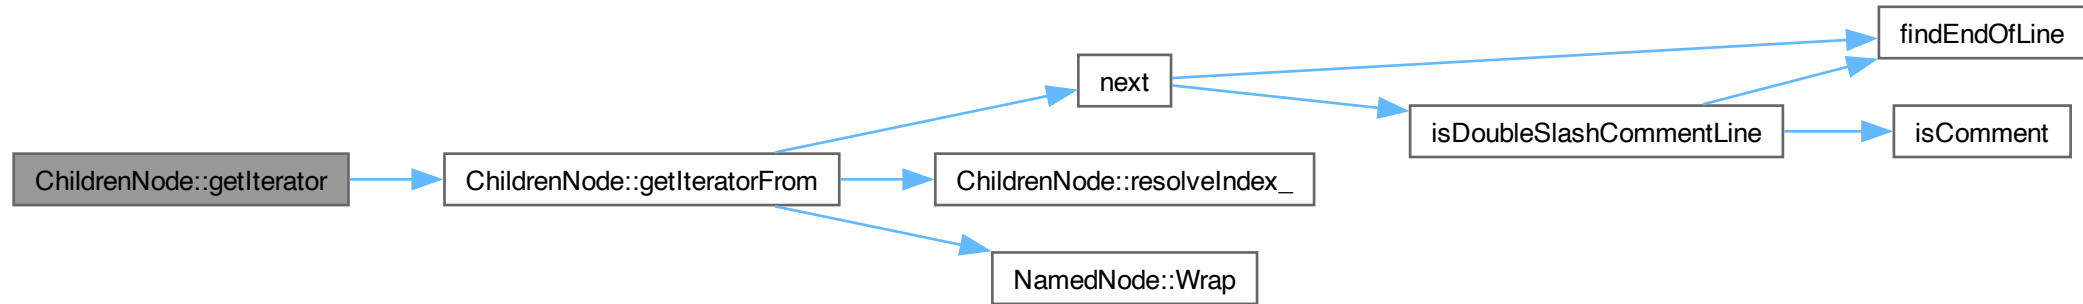 findEndOfLine
next
isDoubleSlashCommentLine
isComment
ChildrenNode::getIterator
ChildrenNode::getIteratorFrom
ChildrenNode::resolveIndex_
NamedNode::Wrap